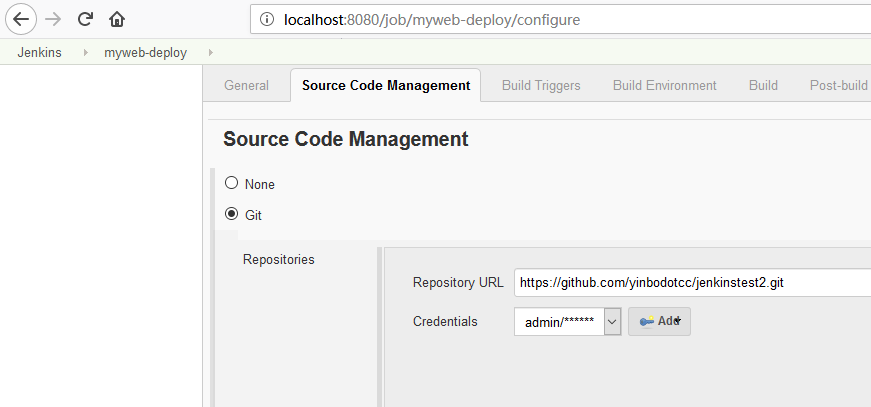 localhost:8080/job/myweb-deploy/configure
Jenkins myweb-deploy
General Source Code Management Build Triggers Build Environment Build Post-build
Source Code Management
None
Git
Repositories
Repository URL https://github.com/yinbodotcc/jenkinstest2.git
Credentials admin/****** Add